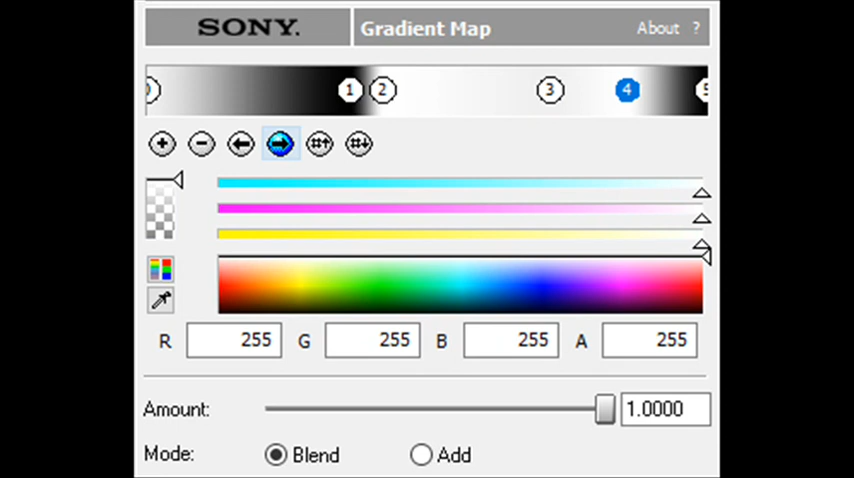 SONY. Gradient Map About ?
0 1 2 3 4 5
R 255 G 255 B 255 A 255
Amount: 1.0000
Mode: Blend Add